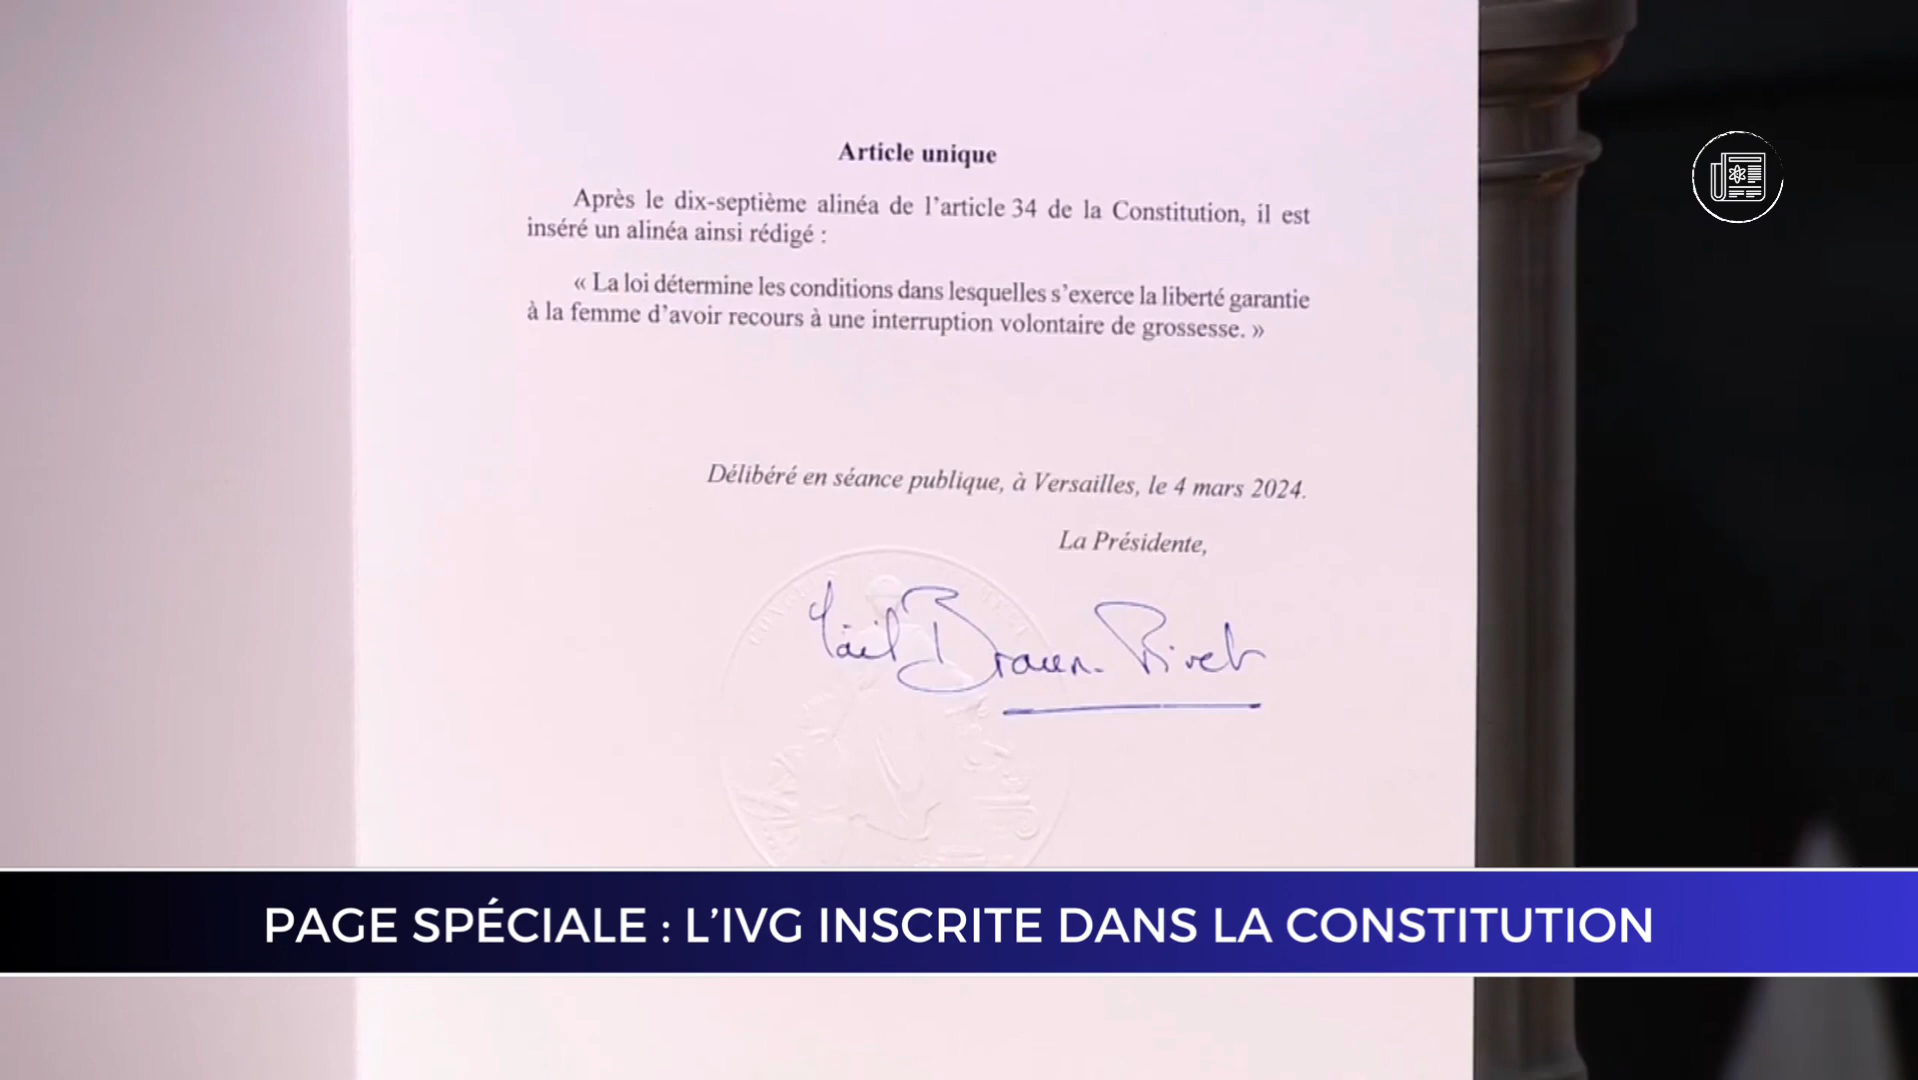 Article unique
Après le dix-septième alinéa de l’article 34 de la Constitution, il est
inséré un alinéa ainsi rédigé :
« La loi détermine les conditions dans lesquelles s’exerce la liberté garantie
à la femme d’avoir recours à une interruption volontaire de grossesse. »
Délibéré en séance publique, à Versailles, le 4 mars 2024.
La Présidente,
Yaël Braun-Pivet
PAGE SPÉCIALE : L’IVG INSCRITE DANS LA CONSTITUTION